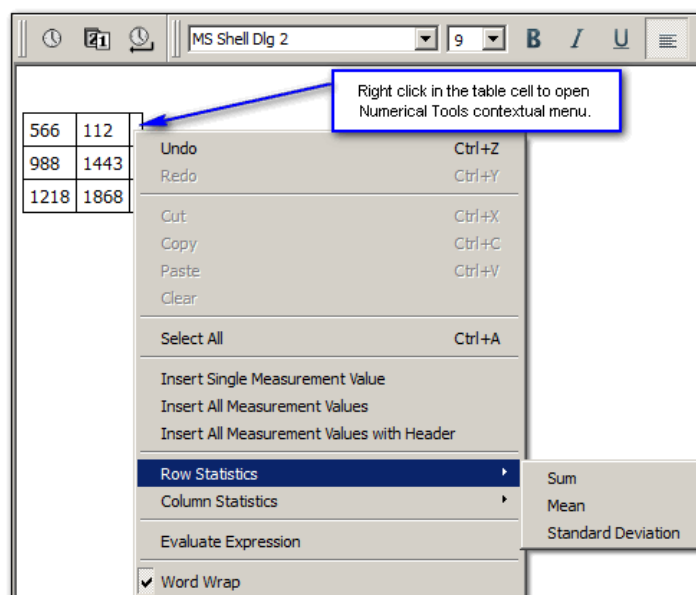 MS Shell Dlg 2 9 B I U
Right click in the table cell to open
Numerical Tools contextual menu.
566 112
988 1443
1218 1868
Undo Ctrl+Z
Redo Ctrl+Y
Cut Ctrl+X
Copy Ctrl+C
Paste Ctrl+V
Clear
Select All Ctrl+A
Insert Single Measurement Value
Insert All Measurement Values
Insert All Measurement Values with Header
Row Statistics
Sum
Column Statistics
Mean
Standard Deviation
Evaluate Expression
Word Wrap